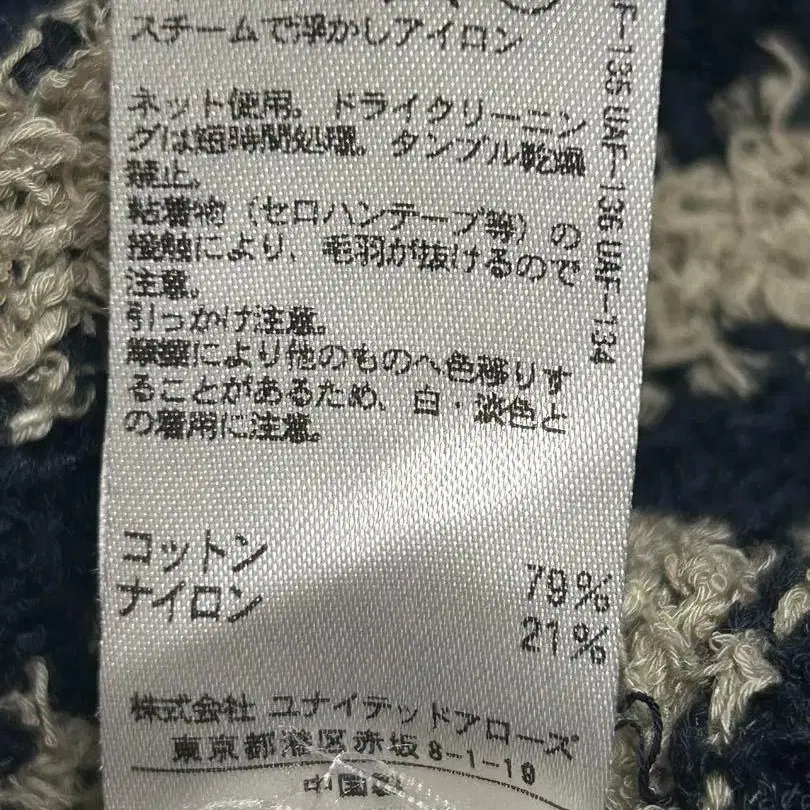 スチームで浮かしアイロン
ネット使用。ドライクリーニン
グは短時間処理。タンブル乾燥
禁止。
粘着物（セロハンテープ等）の
接触により、毛羽が抜けるので
注意。
引っかけ注意。
摩擦により他のものへ色移りす
ることがあるため、白・淡色と
の着用に注意。
コットン 79%
ナイロン 21%
株式会社 ユナイテッドアローズ
東京都港区赤坂8-1-19
中国製
-135 UAF-136 UAF-134